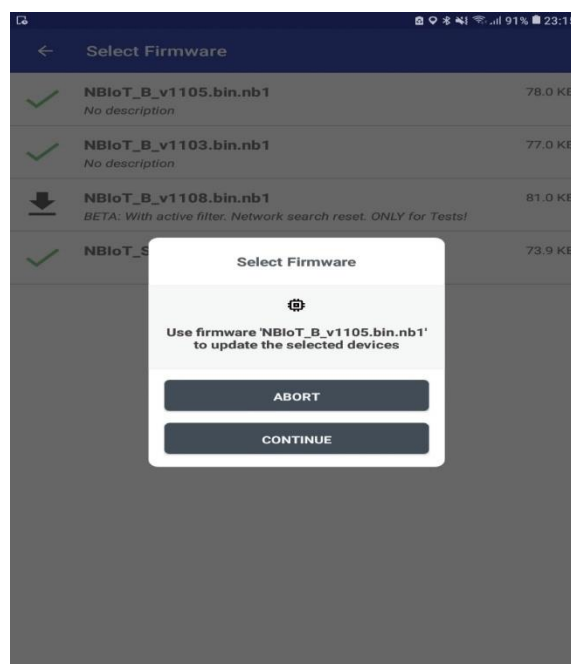 91% 23:15
Select Firmware
NBIoT_B_v1105.bin.nb1 78.0 KB
No description
NBIoT_B_v1103.bin.nb1 77.0 KB
No description
NBIoT_B_v1108.bin.nb1 81.0 KB
BETA: With active filter. Network search reset. ONLY for Tests!
NBIoT_S 73.9 KB
Select Firmware
Use firmware 'NBIoT_B_v1105.bin.nb1'
to update the selected devices
ABORT
CONTINUE